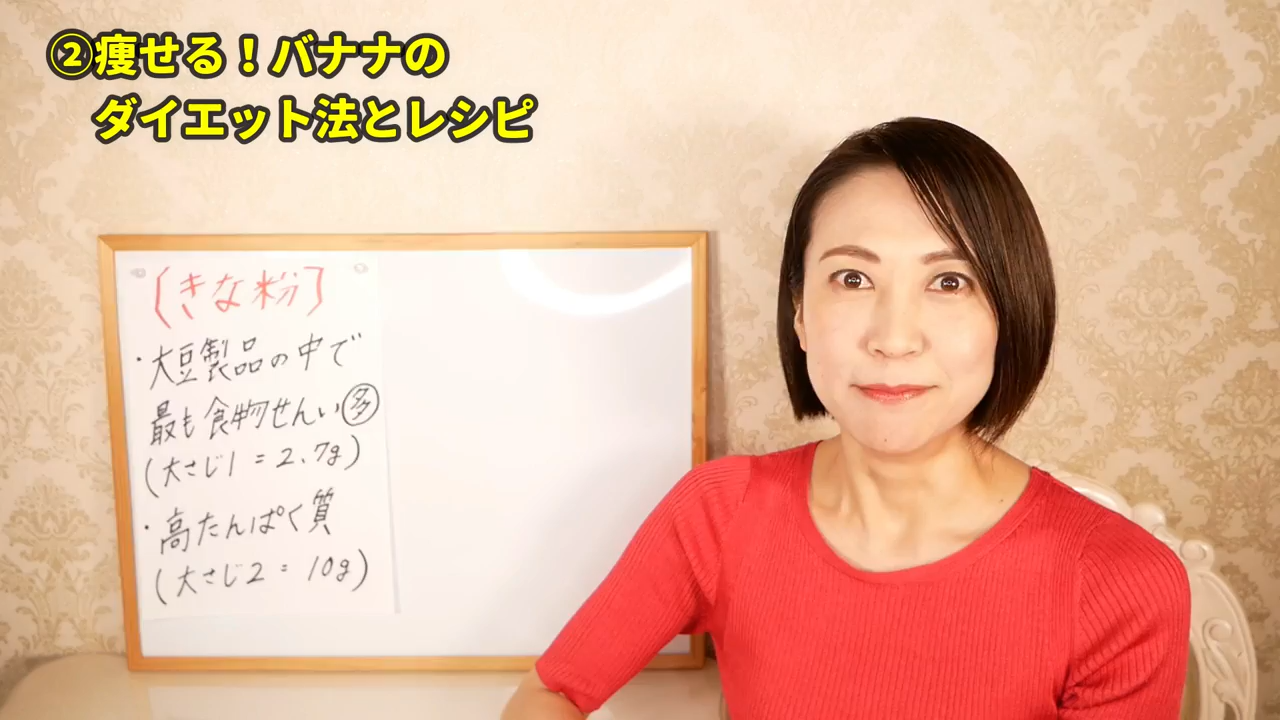 ②痩せる！バナナの
ダイエット法とレシピ
〔きな粉〕
・大豆製品の中で
最も食物せんい多
(大さじ1＝2.7g)
・高たんぱく質
(大さじ2＝10g)